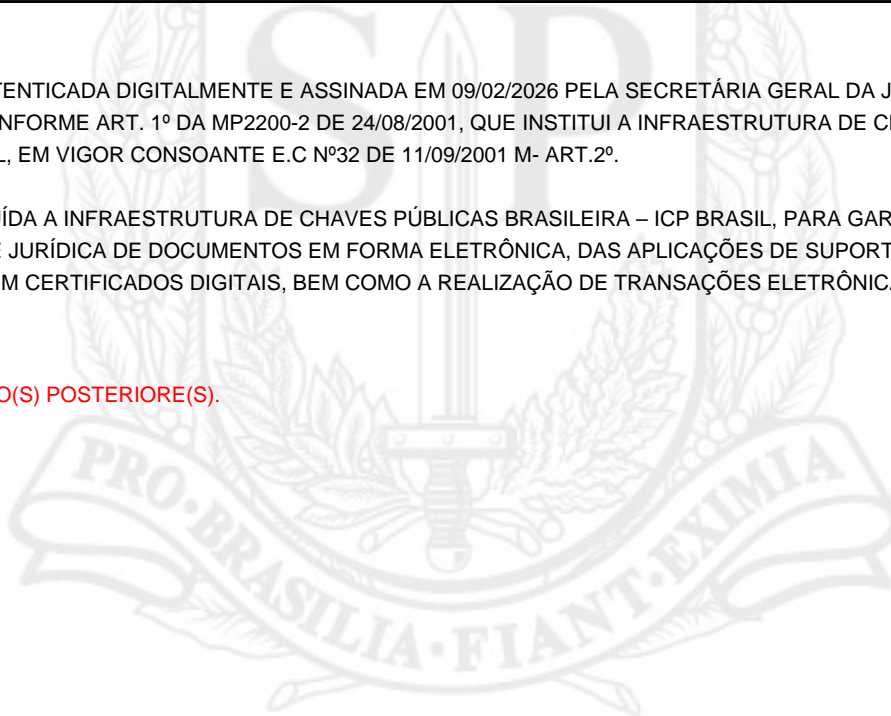 TENTICADA DIGITALMENTE E ASSINADA EM 09/02/2026 PELA SECRETÁRIA GERAL DA J
NFORME ART. 1º DA MP2200-2 DE 24/08/2001, QUE INSTITUI A INFRAESTRUTURA DE C
L, EM VIGOR CONSOANTE E.C Nº32 DE 11/09/2001 M- ART.2º.
UÍDA A INFRAESTRUTURA DE CHAVES PÚBLICAS BRASILEIRA – ICP BRASIL, PARA GAR
E JURÍDICA DE DOCUMENTOS EM FORMA ELETRÔNICA, DAS APLICAÇÕES DE SUPORT
M CERTIFICADOS DIGITAIS, BEM COMO A REALIZAÇÃO DE TRANSAÇÕES ELETRÔNICA
O(S) POSTERIORE(S).
SP
PRO·BRASILIA·FIANT·EXIMIA